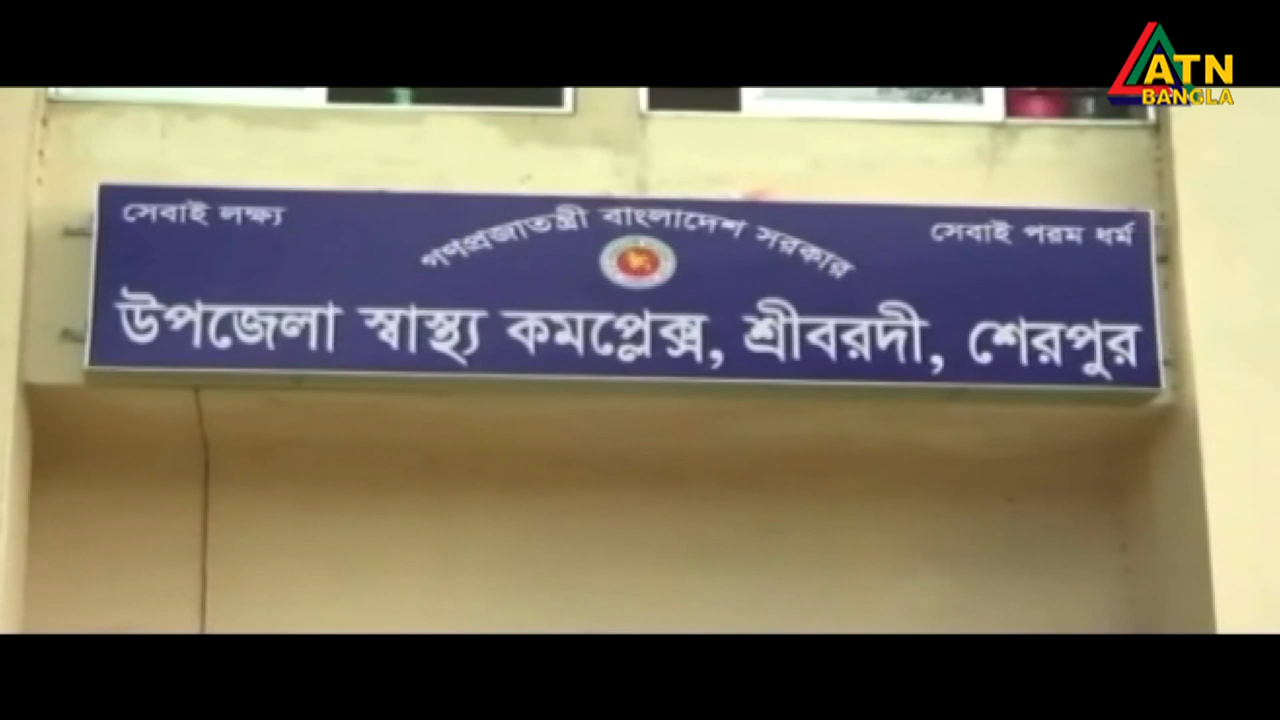 ATN
BANGLA
সেবাই লক্ষ্য
গণপ্রজাতন্ত্রী বাংলাদেশ সরকার
সেবাই পরম ধর্ম
উপজেলা স্বাস্থ্য কমপ্লেক্স, শ্রীবরদী, শেরপুর